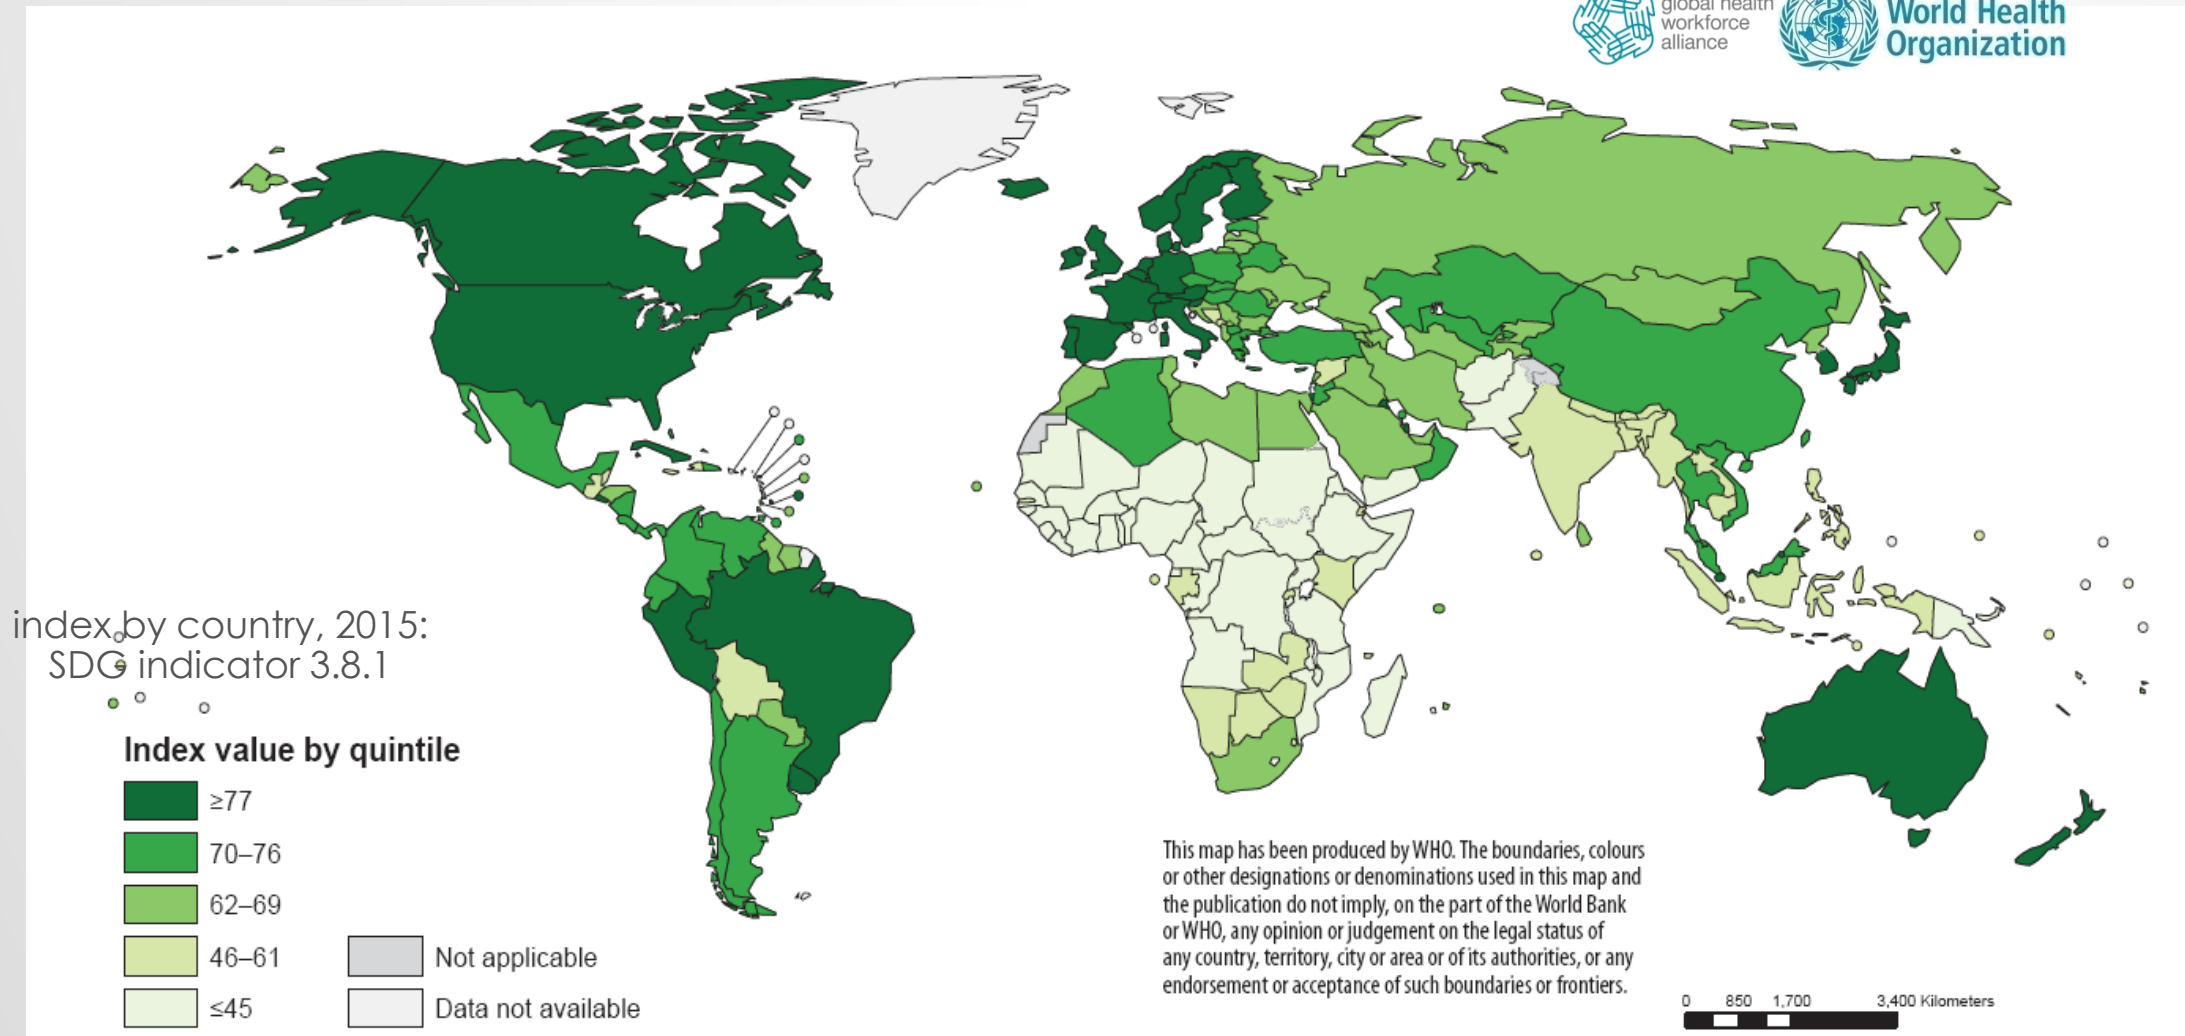 global health
workforce
alliance
World Health
Organization
index by country, 2015:
SDG indicator 3.8.1
Index value by quintile
≥77
70–76
62–69
46–61
≤45
Not applicable
Data not available
This map has been produced by WHO. The boundaries, colours
or other designations or denominations used in this map and
the publication do not imply, on the part of the World Bank
or WHO, any opinion or judgement on the legal status of
any country, territory, city or area or of its authorities, or any
endorsement or acceptance of such boundaries or frontiers.
0 850 1,700 3,400 Kilometers